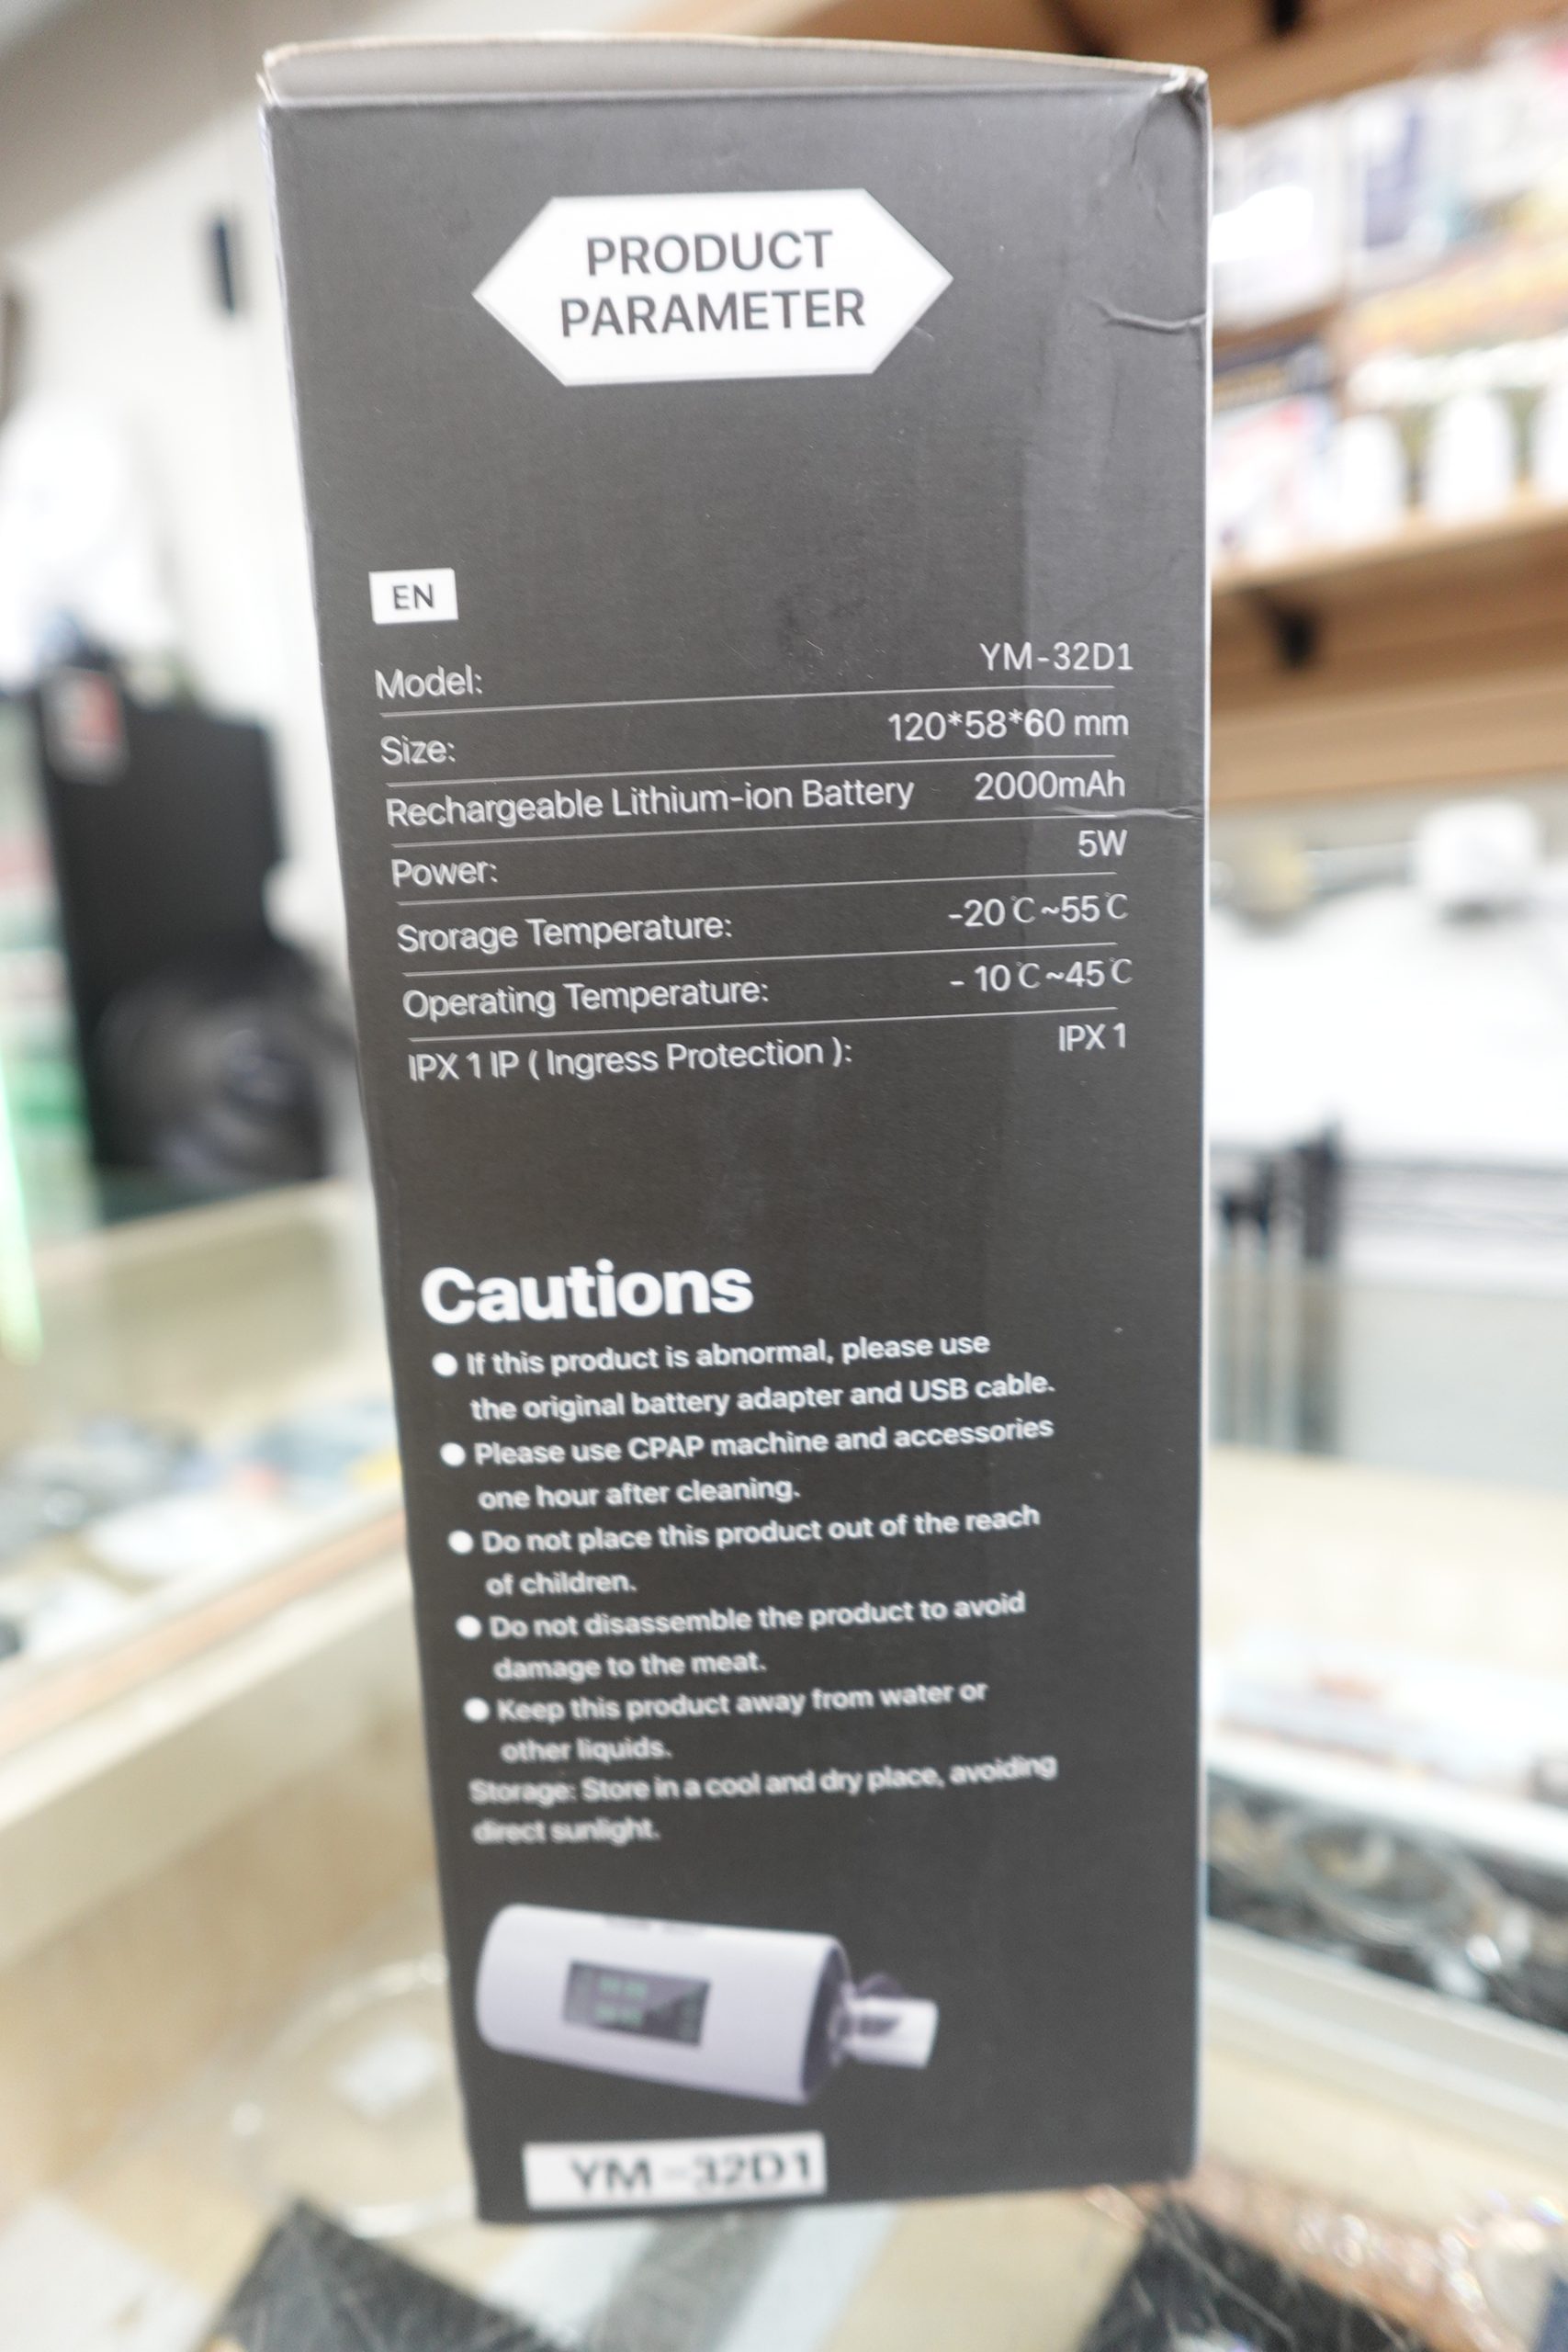 PRODUCT
PARAMETER
EN
Model: YM-32D1
Size: 120*58*60 mm
Rechargeable Lithium-ion Battery 2000mAh
Power: 5W
Srorage Temperature: -20℃~55℃
Operating Temperature: - 10℃~45℃
IPX 1 IP ( Ingress Protection ): IPX 1
Cautions
● If this product is abnormal, please use
the original battery adapter and USB cable.
● Please use CPAP machine and accessories
one hour after cleaning.
● Do not place this product out of the reach
of children.
● Do not disassemble the product to avoid
damage to the meat.
● Keep this product away from water or
other liquids.
Storage: Store in a cool and dry place, avoiding
direct sunlight.
YM-32D1